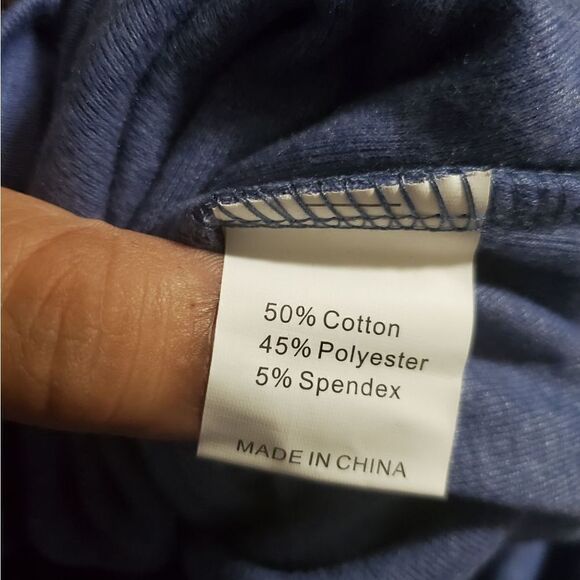 50% Cotton
45% Polyester
5% Spendex
MADE IN CHINA